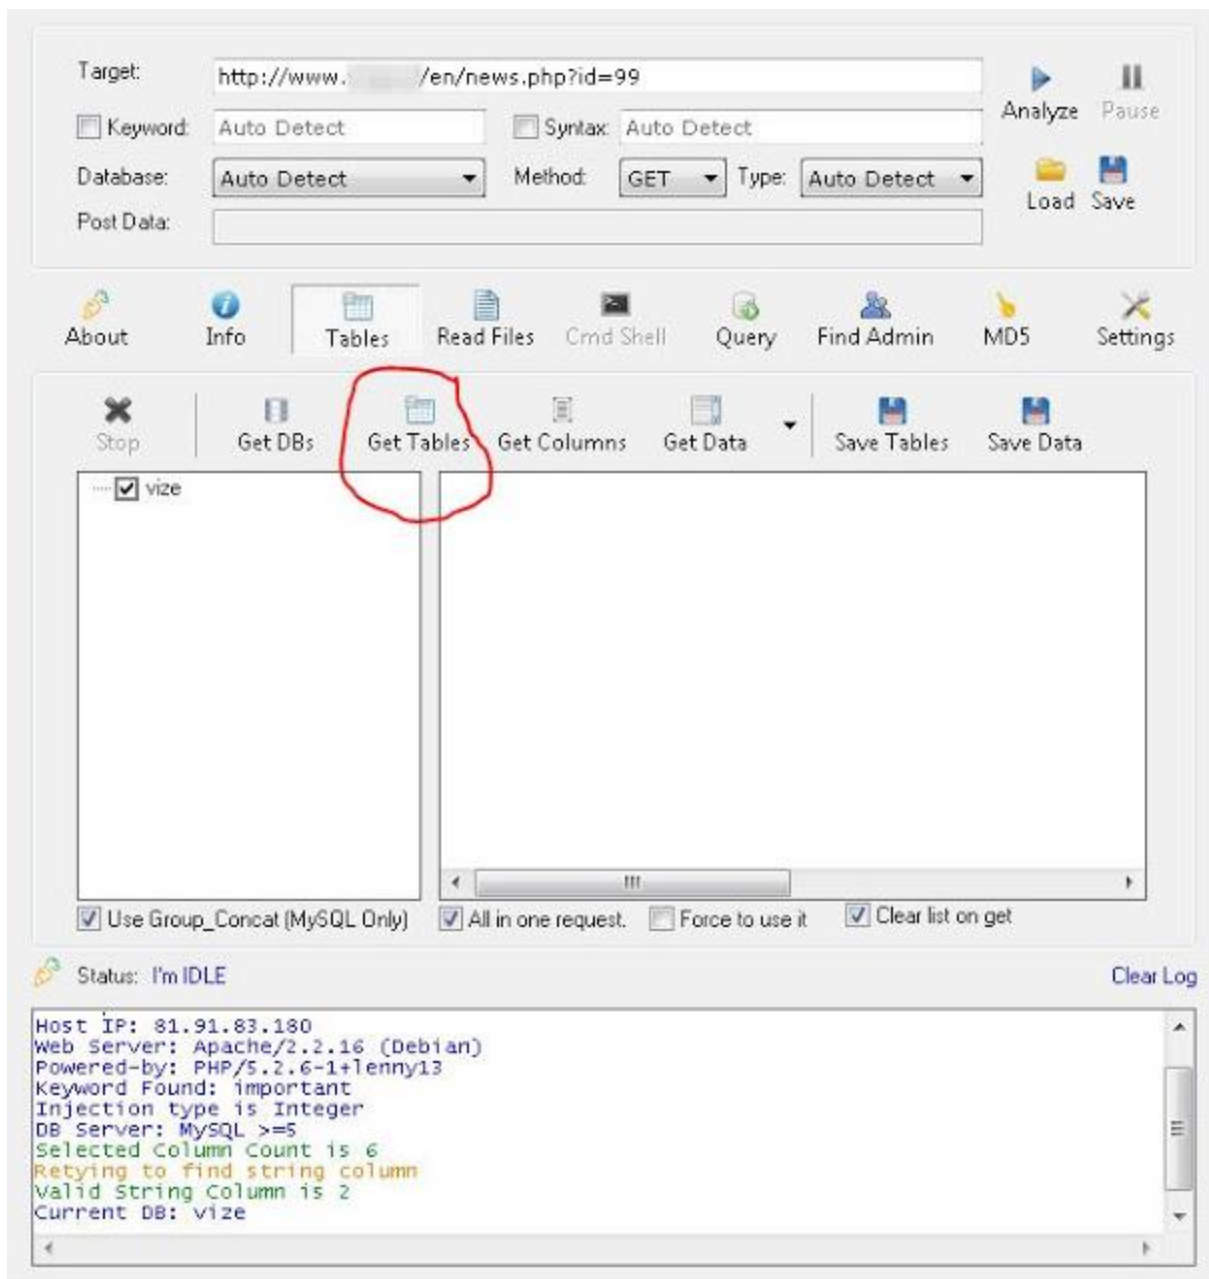 Target: http://www. /en/news.php?id=99
Analyze Pause
Keyword: Auto Detect Syntax: Auto Detect
Database: Auto Detect Method: GET Type: Auto Detect
Load Save
Post Data:
About Info Tables Read Files Cmd Shell Query Find Admin MD5 Settings
Stop Get DBs Get Tables Get Columns Get Data Save Tables Save Data
vize
Use Group_Concat (MySQL Only) All in one request. Force to use it Clear list on get
Status: I'm IDLE Clear Log
Host IP: 81.91.83.180
Web Server: Apache/2.2.16 (Debian)
Powered-by: PHP/5.2.6-1+lenny13
Keyword Found: important
Injection type is Integer
DB Server: MySQL >=5
Selected Column Count is 6
Retying to find string column
Valid String Column is 2
Current DB: vize